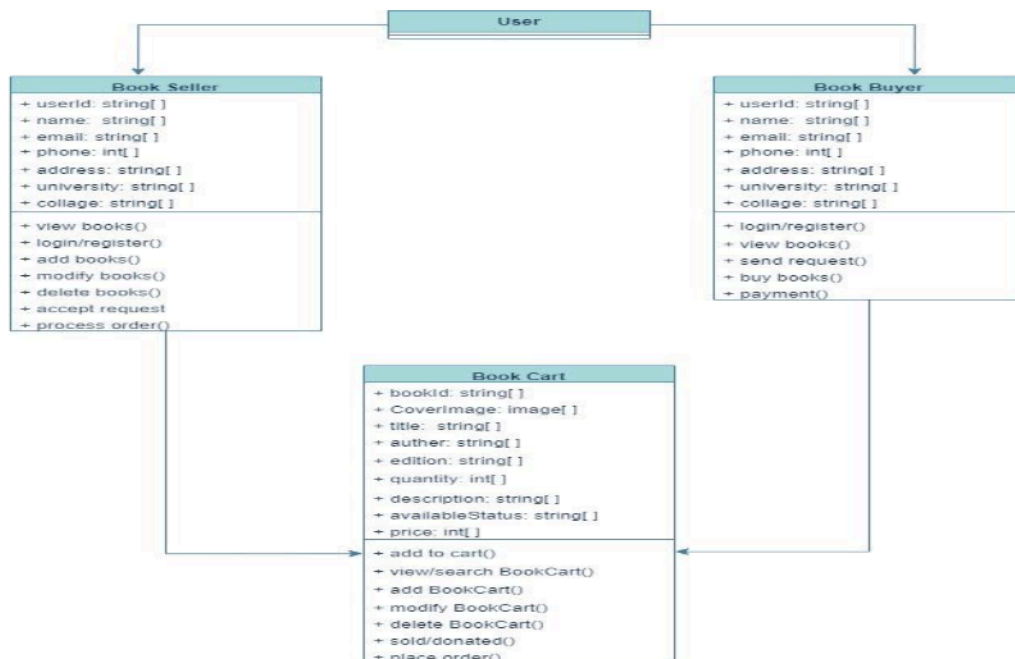 User
Book Seller
+ userId: string[ ]
+ name: string[ ]
+ email: string[ ]
+ phone: int[ ]
+ address: string[ ]
+ university: string[ ]
+ collage: string[ ]
+ view books()
+ login/register()
+ add books()
+ modify books()
+ delete books()
+ accept request
+ process order()
Book Buyer
+ userId: string[ ]
+ name: string[ ]
+ email: string[ ]
+ phone: int[ ]
+ address: string[ ]
+ university: string[ ]
+ collage: string[ ]
+ login/register()
+ view books()
+ send request()
+ buy books()
+ payment()
Book Cart
+ bookId: string[ ]
+ CoverImage: image[ ]
+ title: string[ ]
+ auther: string[ ]
+ edition: string[ ]
+ quantity: int[ ]
+ description: string[ ]
+ availableStatus: string[ ]
+ price: int[ ]
+ add to cart()
+ view/search BookCart()
+ add BookCart()
+ modify BookCart()
+ delete BookCart()
+ sold/donated()
+ place order()